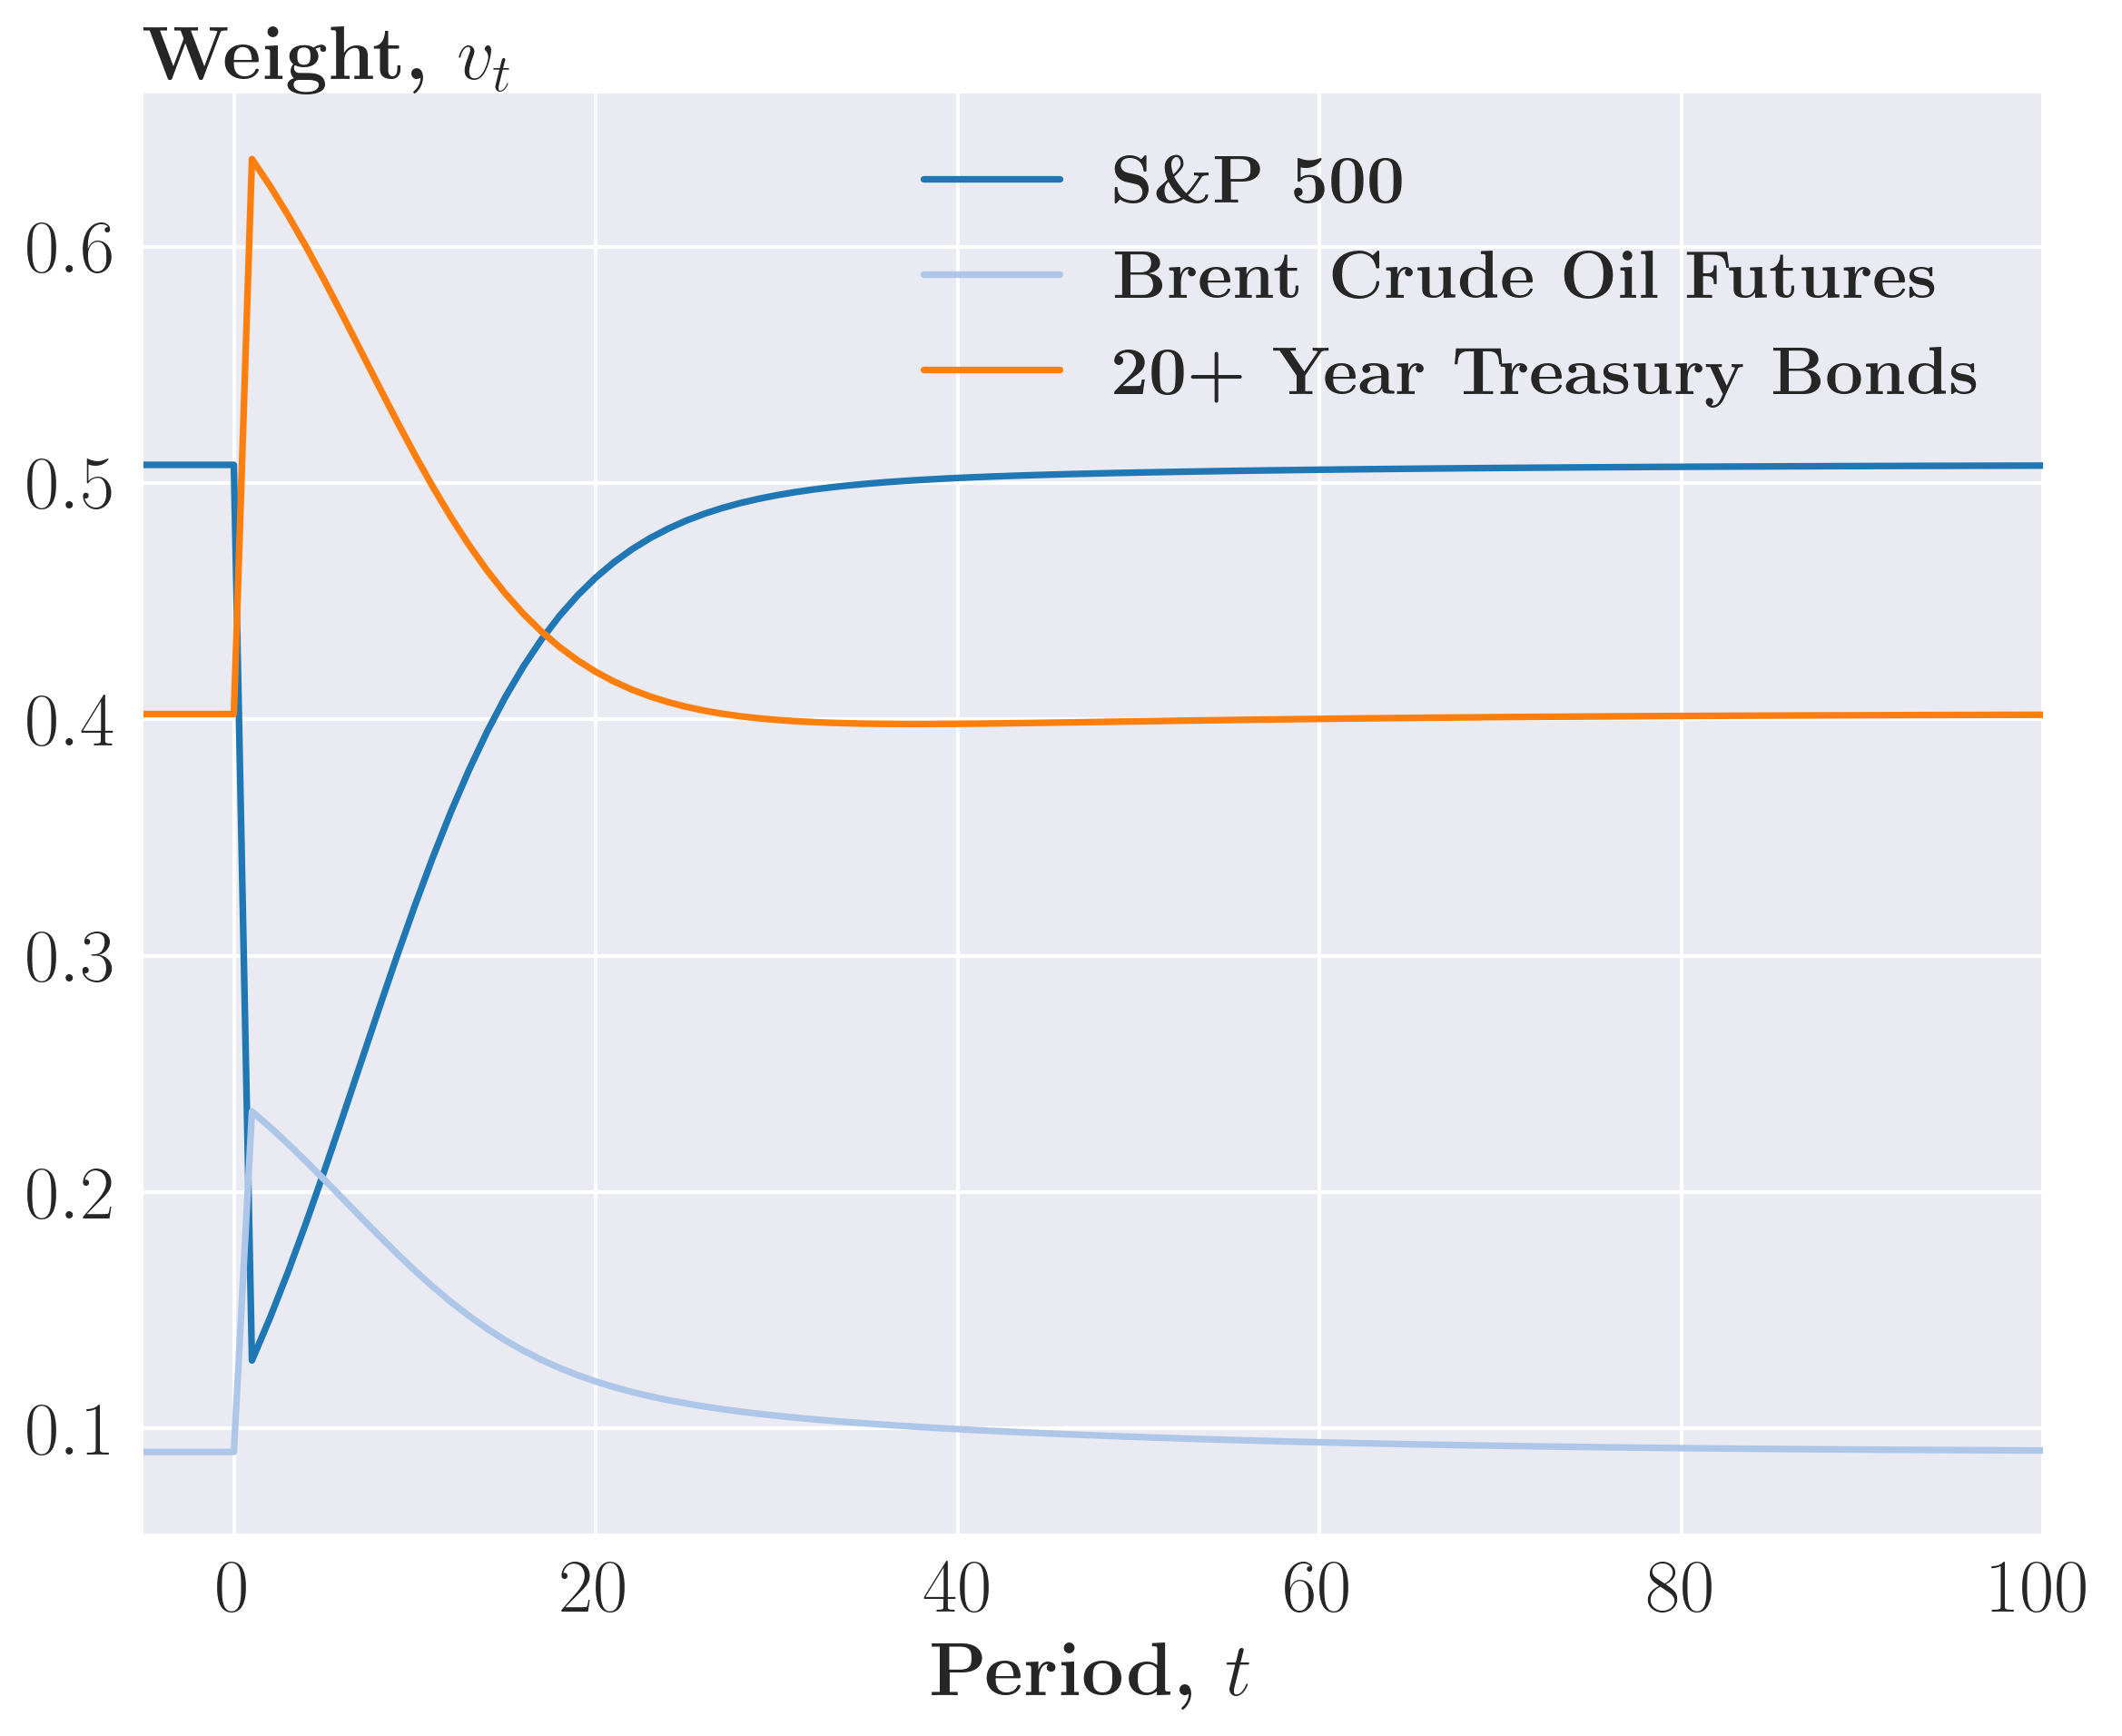 Weight, v_t
S&P 500
Brent Crude Oil Futures
20+ Year Treasury Bonds
0.6
0.5
0.4
0.3
0.2
0.1
0 20 40 60 80 100
Period, t